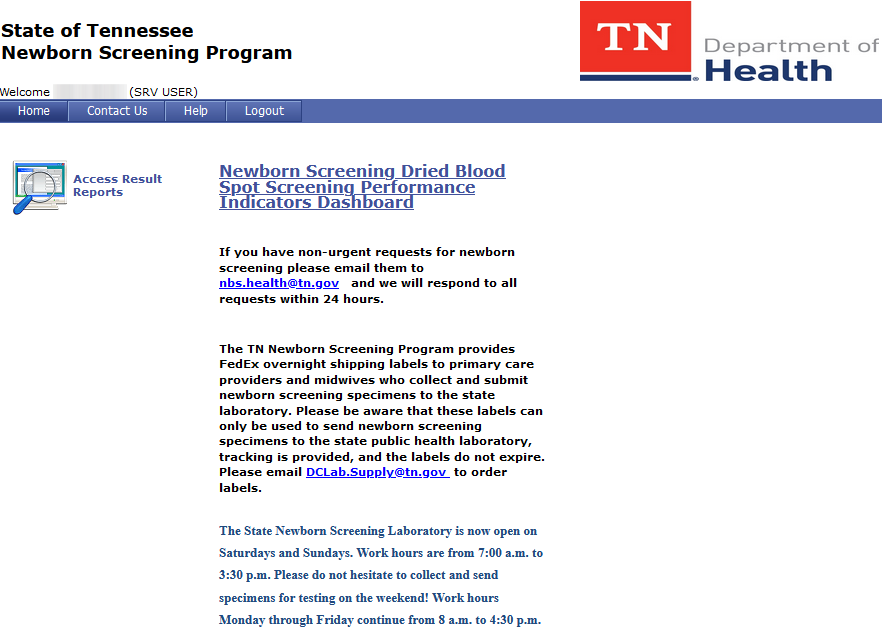 State of Tennessee
Newborn Screening Program
TN
Department of
Health
Welcome (SRV USER)
Home Contact Us Help Logout
Access Result
Reports
Newborn Screening Dried Blood
Spot Screening Performance
Indicators Dashboard
If you have non-urgent requests for newborn
screening please email them to
nbs.health@tn.gov and we will respond to all
requests within 24 hours.
The TN Newborn Screening Program provides
FedEx overnight shipping labels to primary care
providers and midwives who collect and submit
newborn screening specimens to the state
laboratory. Please be aware that these labels can
only be used to send newborn screening
specimens to the state public health laboratory,
tracking is provided, and the labels do not expire.
Please email DCLab.Supply@tn.gov to order
labels.
The State Newborn Screening Laboratory is now open on
Saturdays and Sundays. Work hours are from 7:00 a.m. to
3:30 p.m. Please do not hesitate to collect and send
specimens for testing on the weekend! Work hours
Monday through Friday continue from 8 a.m. to 4:30 p.m.